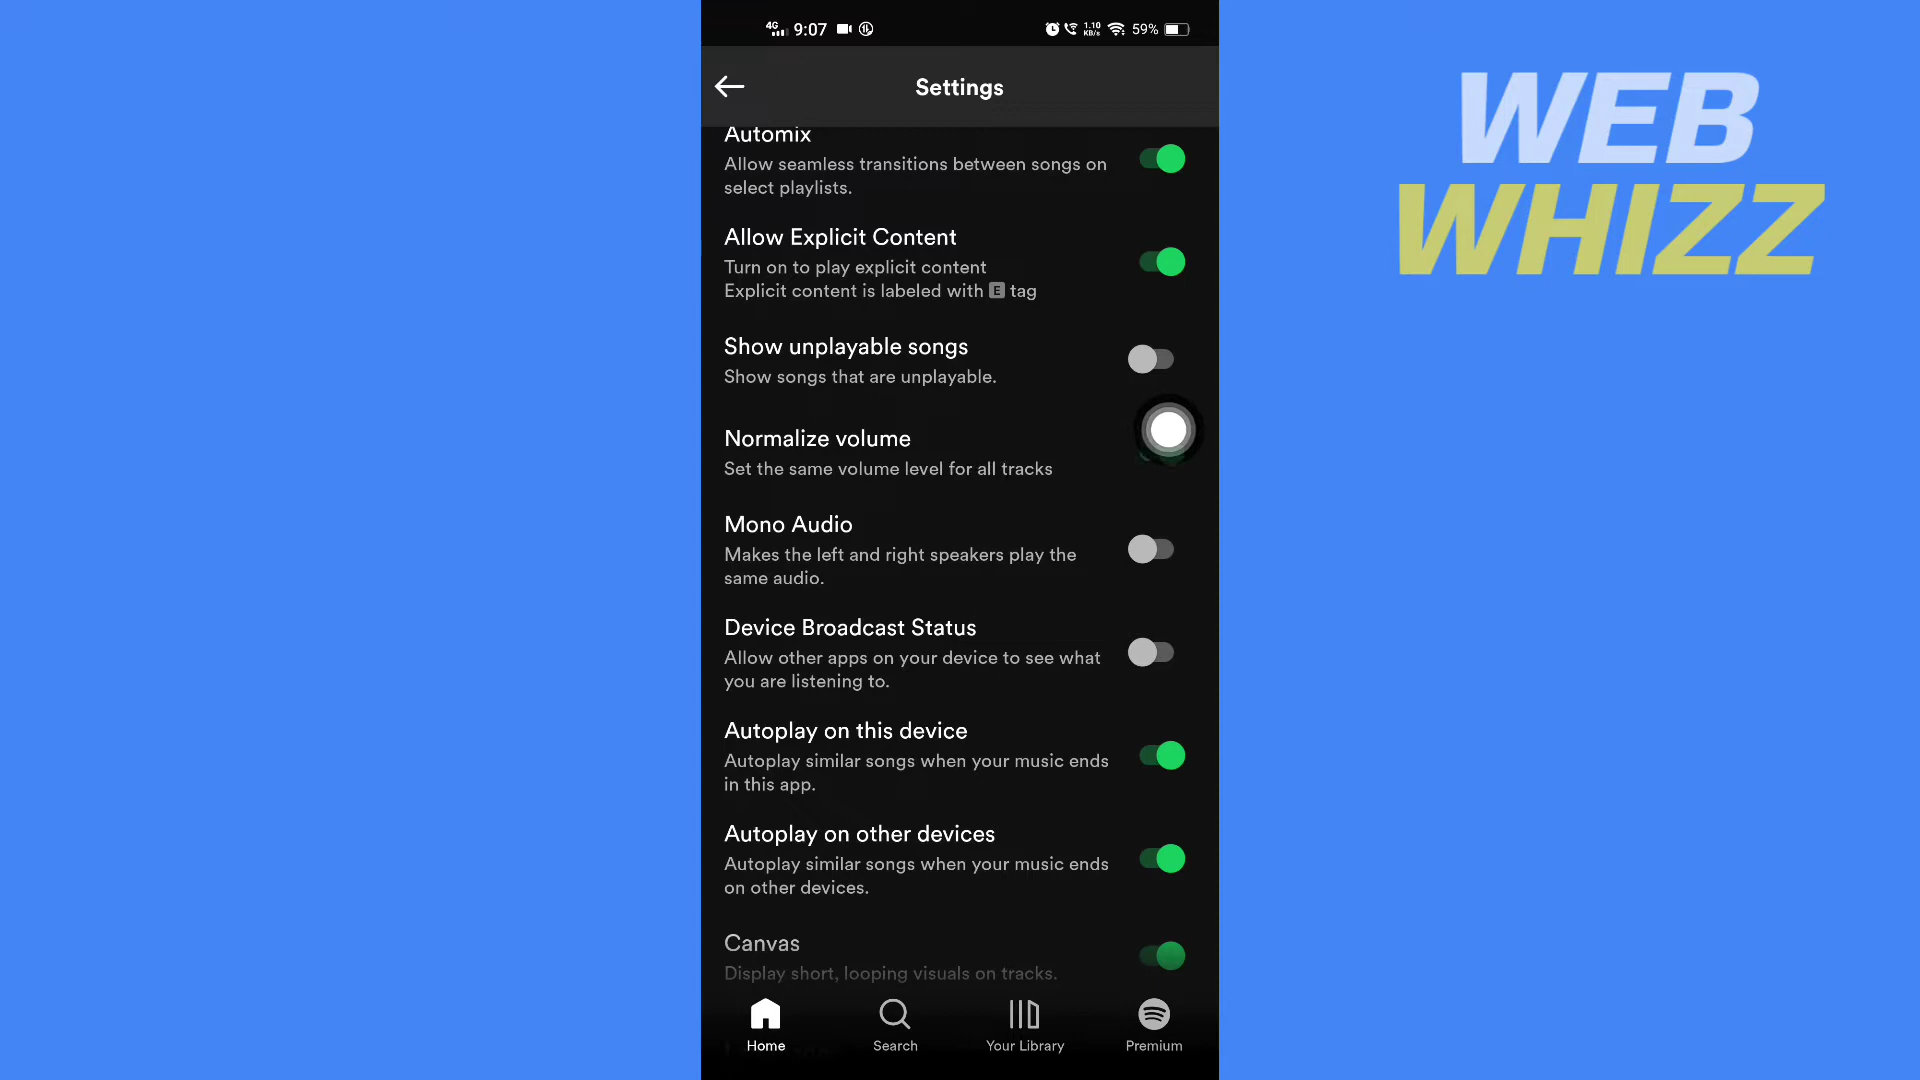 4G 9:07 1.10 KB/s 59%
Settings
WEB
WHIZZ
Automix
Allow seamless transitions between songs on
select playlists.
Allow Explicit Content
Turn on to play explicit content
Explicit content is labeled with E tag
Show unplayable songs
Show songs that are unplayable.
Normalize volume
Set the same volume level for all tracks
Mono Audio
Makes the left and right speakers play the
same audio.
Device Broadcast Status
Allow other apps on your device to see what
you are listening to.
Autoplay on this device
Autoplay similar songs when your music ends
in this app.
Autoplay on other devices
Autoplay similar songs when your music ends
on other devices.
Canvas
Display short, looping visuals on tracks.
Home Search Your Library Premium